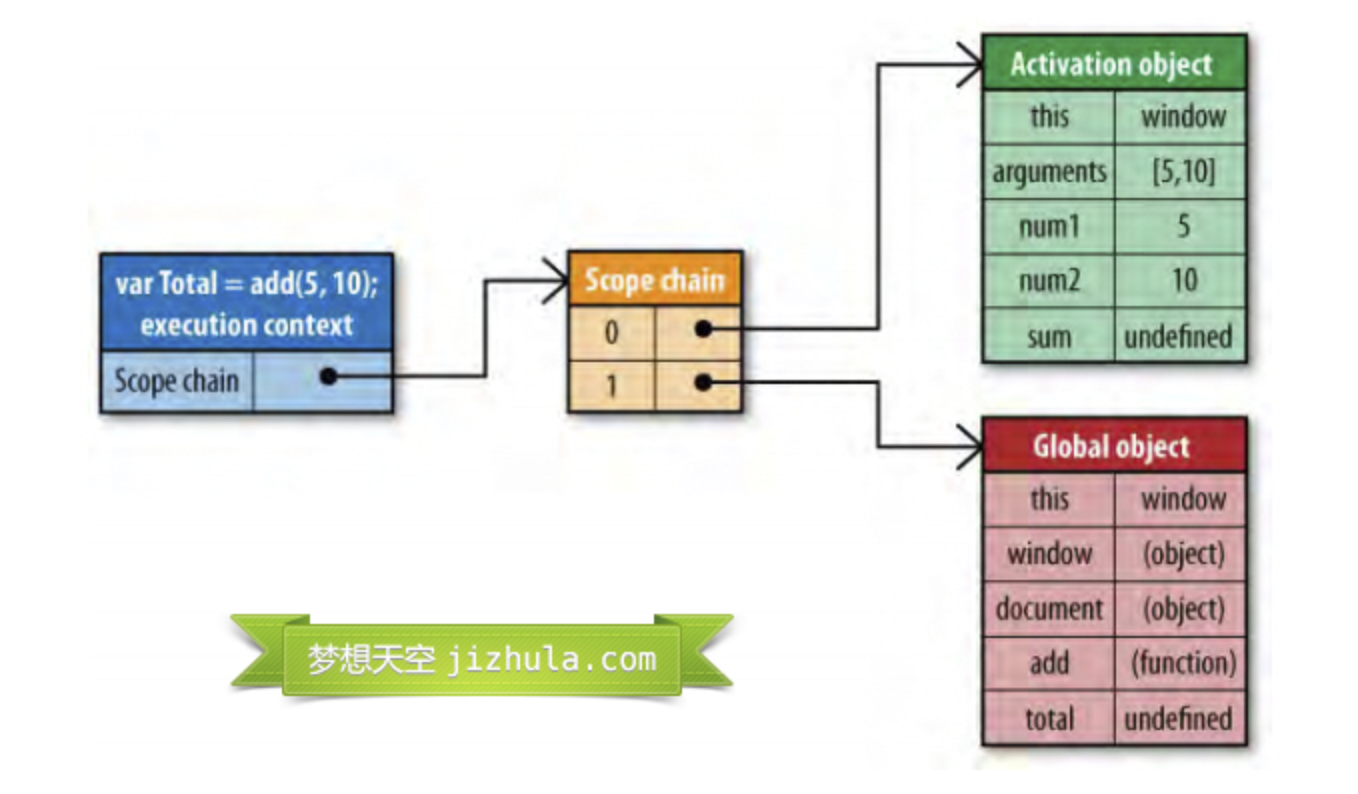 var Total = add(5, 10);
execution context
Scope chain
Scope chain
0
1
Activation object
this window
arguments [5,10]
num1 5
num2 10
sum undefined
Global object
this window
window (object)
document (object)
add (function)
total undefined
梦想天空 jizhula.com